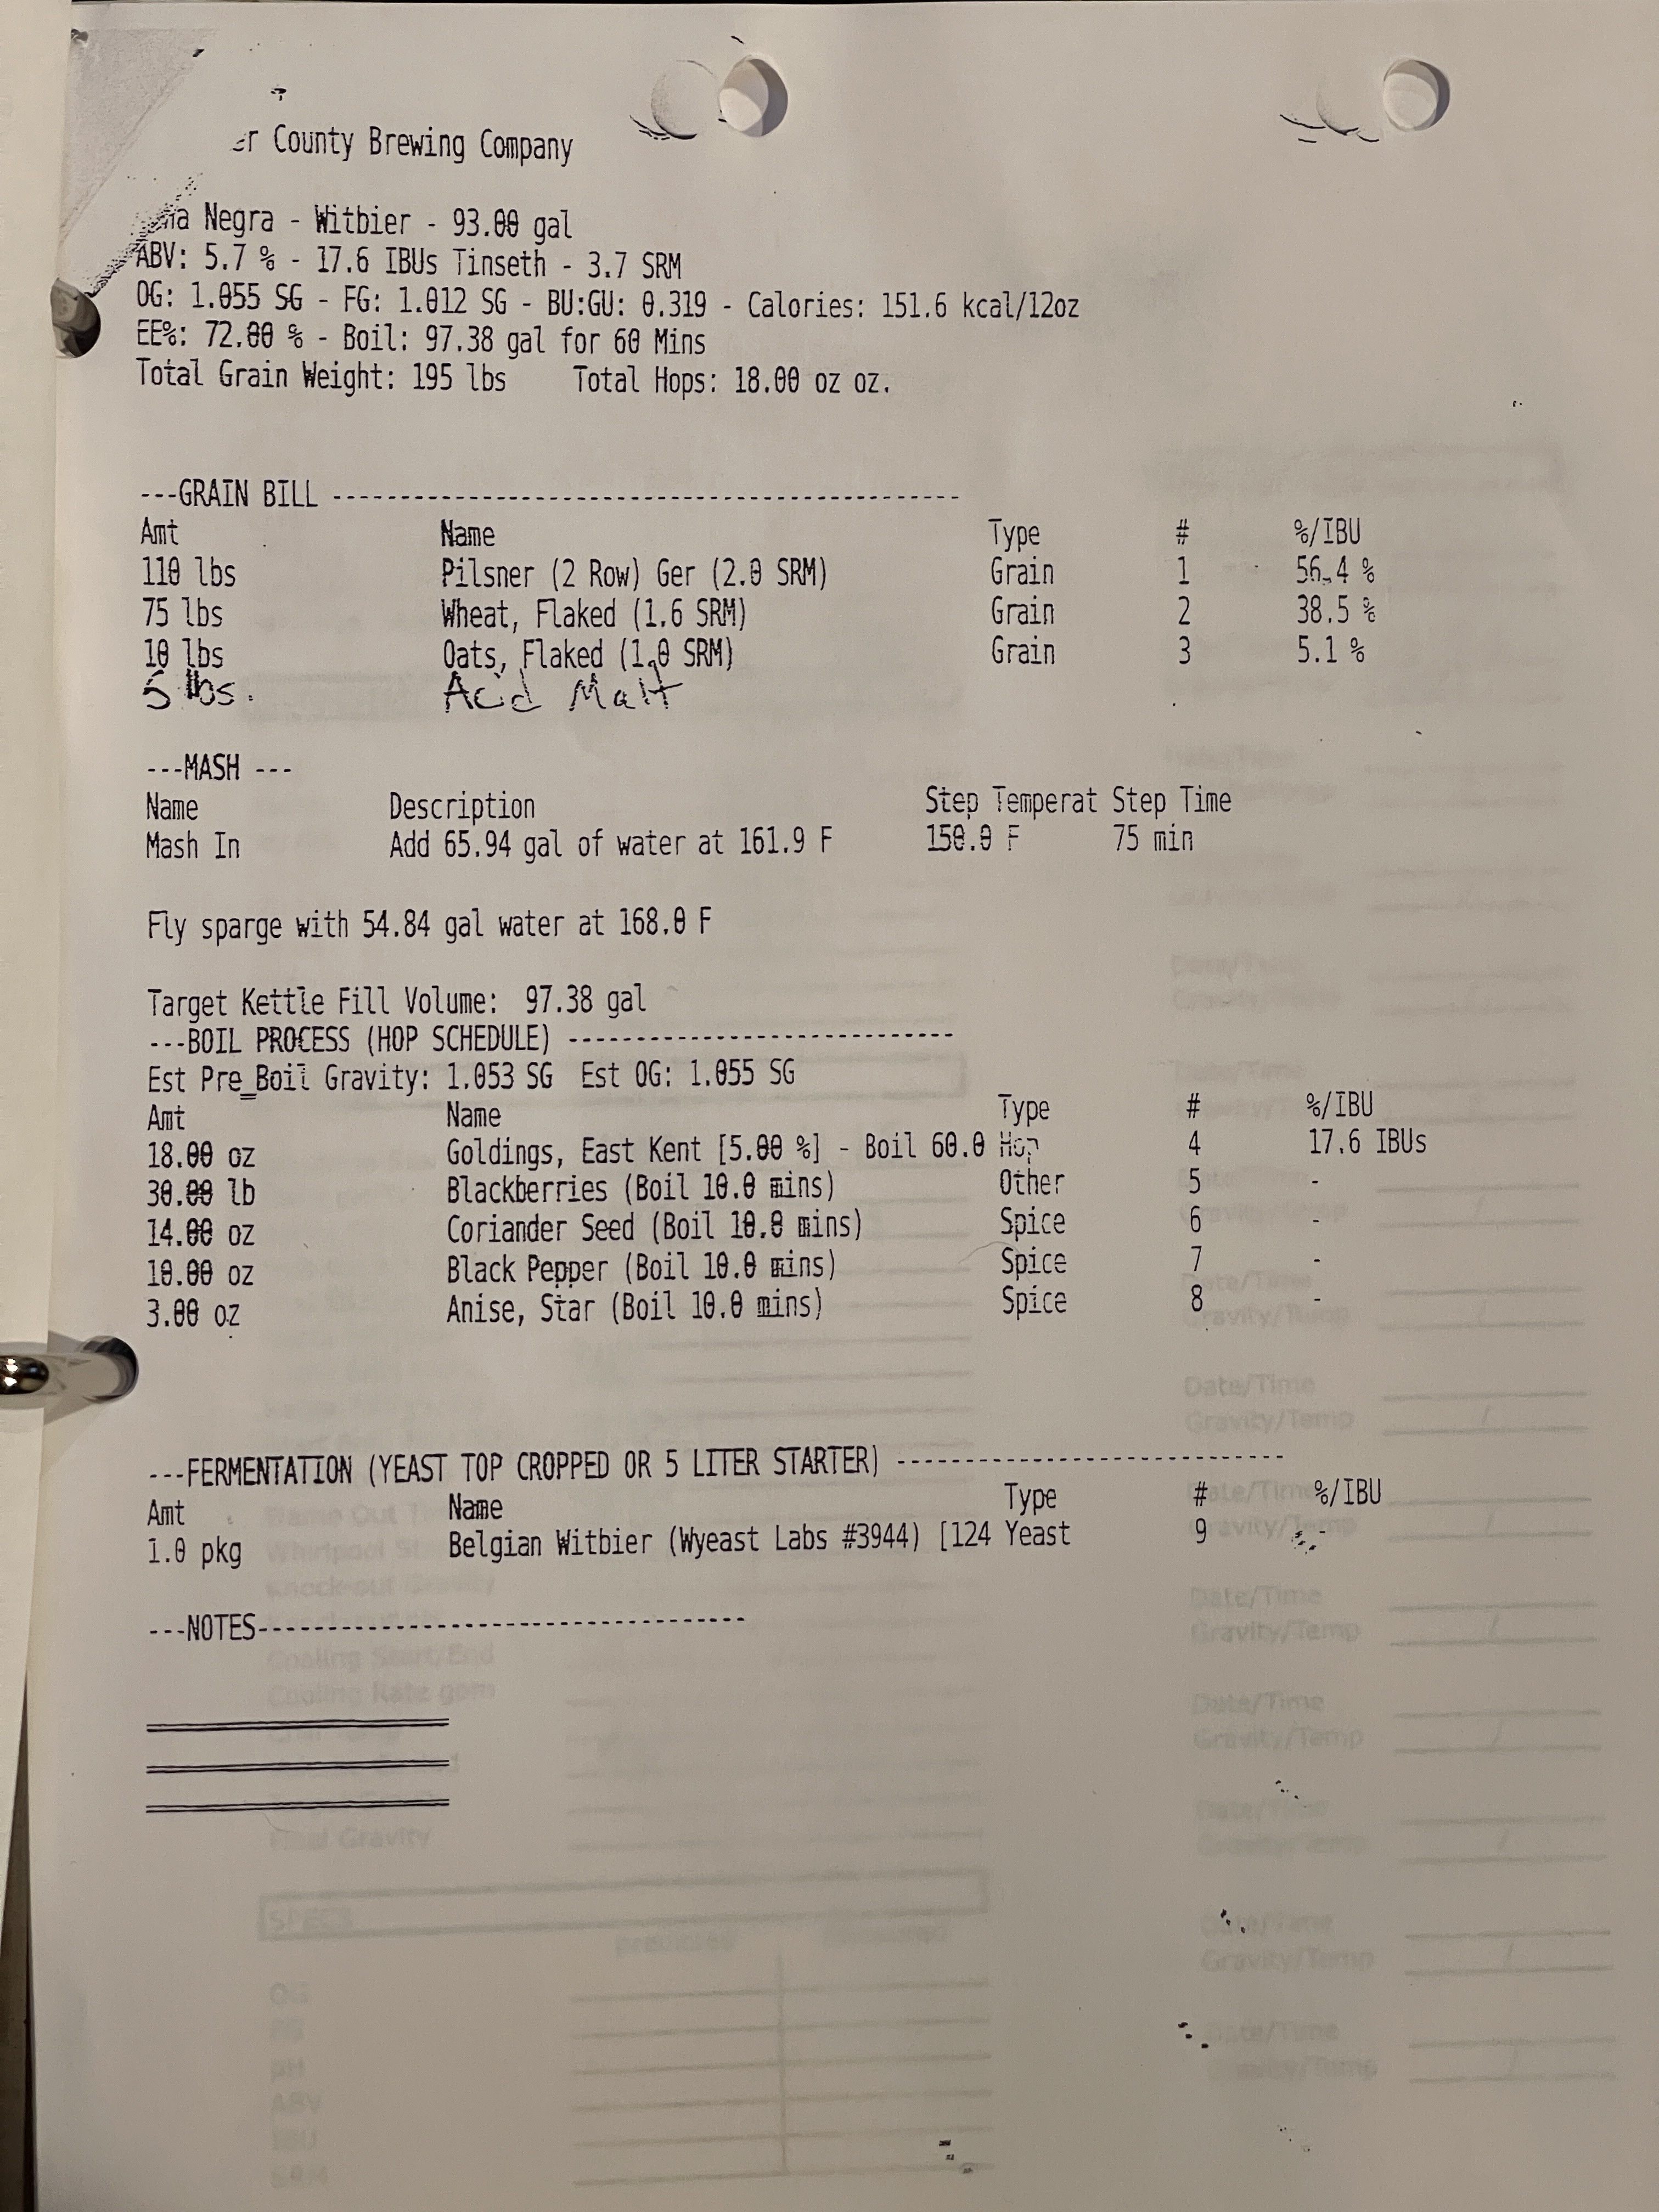 County Brewing Company
Negra - Witbier - 93.00 gal
ABV: 5.7 % - 17.6 IBUs Tinseth - 3.7 SRM
OG: 1.055 SG - FG: 1.012 SG - BU:GU: 0.319 - Calories: 151.6 kcal/12oz
EE%: 72.00 % - Boil: 97.38 gal for 60 Mins
Total Grain Weight: 195 lbs Total Hops: 18.00 oz oz.
---GRAIN BILL -----------------------------------------------
Amt Name Type # %/IBU
110 lbs Pilsner (2 Row) Ger (2.0 SRM) Grain 1 56.4 %
75 lbs Wheat, Flaked (1.6 SRM) Grain 2 38.5 %
10 lbs Oats, Flaked (1.0 SRM) Grain 3 5.1 %
5 lbs. Acid Malt
---MASH ---
Name Description Step Temperat Step Time
Mash In Add 65.94 gal of water at 161.9 F 150.0 F 75 min
Fly sparge with 54.84 gal water at 168.0 F
Target Kettle Fill Volume: 97.38 gal
---BOIL PROCESS (HOP SCHEDULE) -----------------------------
Est Pre_Boil Gravity: 1.053 SG Est OG: 1.055 SG
Amt Name Type # %/IBU
18.00 oz Goldings, East Kent [5.00 %] - Boil 60.0 Hop 4 17.6 IBUs
30.00 lb Blackberries (Boil 10.0 mins) Other 5 -
14.00 oz Coriander Seed (Boil 10.0 mins) Spice 6 -
10.00 oz Black Pepper (Boil 10.0 mins) Spice 7 -
3.00 oz Anise, Star (Boil 10.0 mins) Spice 8 -
---FERMENTATION (YEAST TOP CROPPED OR 5 LITER STARTER) -----------------------------
Amt Name Type # %/IBU
1.0 pkg Belgian Witbier (Wyeast Labs #3944) [124 Yeast 9 -
---NOTES------------------------------------